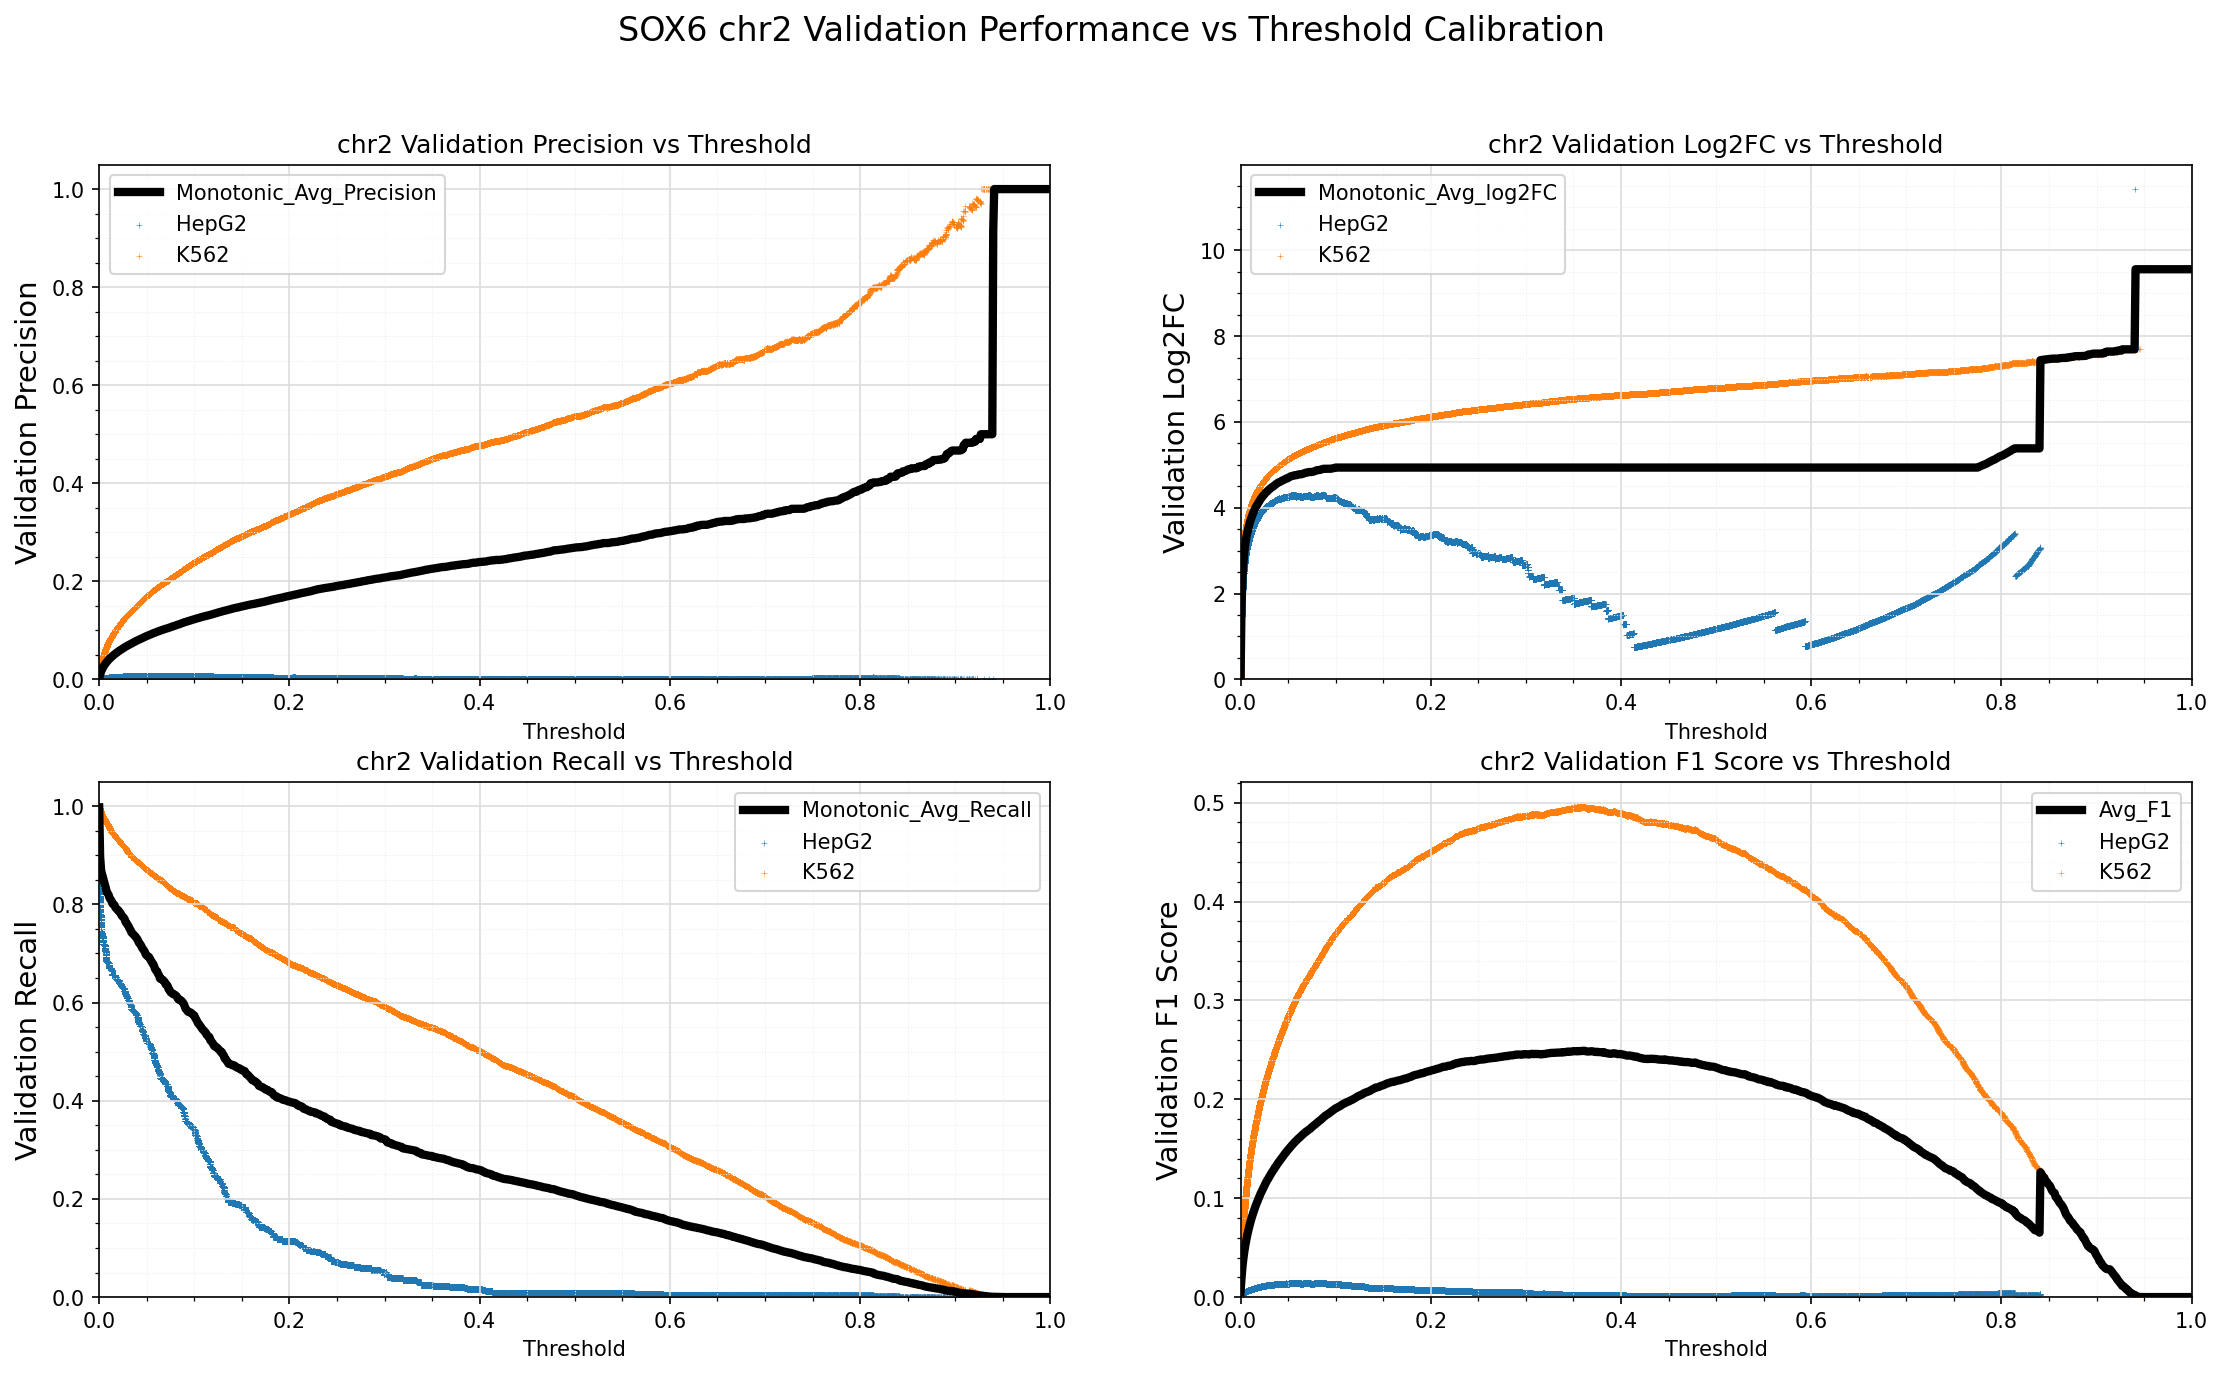 SOX6 chr2 Validation Performance vs Threshold Calibration
chr2 Validation Precision vs Threshold
Validation Precision
1.0
0.8
0.6
0.4
0.2
0.0
Monotonic_Avg_Precision
HepG2
K562
0.0 0.2 0.4 0.6 0.8 1.0
Threshold
chr2 Validation Log2FC vs Threshold
Validation Log2FC
10
8
6
4
2
0
Monotonic_Avg_log2FC
HepG2
K562
0.0 0.2 0.4 0.6 0.8 1.0
Threshold
chr2 Validation Recall vs Threshold
Validation Recall
1.0
0.8
0.6
0.4
0.2
0.0
Monotonic_Avg_Recall
HepG2
K562
0.0 0.2 0.4 0.6 0.8 1.0
Threshold
chr2 Validation F1 Score vs Threshold
Validation F1 Score
0.5
0.4
0.3
0.2
0.1
0.0
Avg_F1
HepG2
K562
0.0 0.2 0.4 0.6 0.8 1.0
Threshold